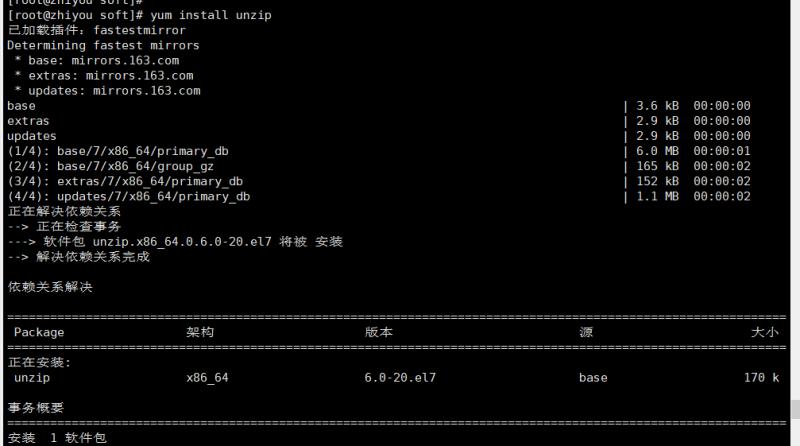 [root@zhiyou soft]#
[root@zhiyou soft]# yum install unzip
已加载插件：fastestmirror
Determining fastest mirrors
 * base: mirrors.163.com
 * extras: mirrors.163.com
 * updates: mirrors.163.com
base | 3.6 kB 00:00:00
extras | 2.9 kB 00:00:00
updates | 2.9 kB 00:00:00
(1/4): base/7/x86_64/primary_db | 6.0 MB 00:00:01
(2/4): base/7/x86_64/group_gz | 165 kB 00:00:02
(3/4): extras/7/x86_64/primary_db | 152 kB 00:00:02
(4/4): updates/7/x86_64/primary_db | 1.1 MB 00:00:02
正在解决依赖关系
--> 正在检查事务
---> 软件包 unzip.x86_64.0.6.0-20.el7 将被 安装
--> 解决依赖关系完成
依赖关系解决
Package 架构 版本 源 大小
正在安装:
unzip x86_64 6.0-20.el7 base 170 k
事务概要
安装 1 软件包